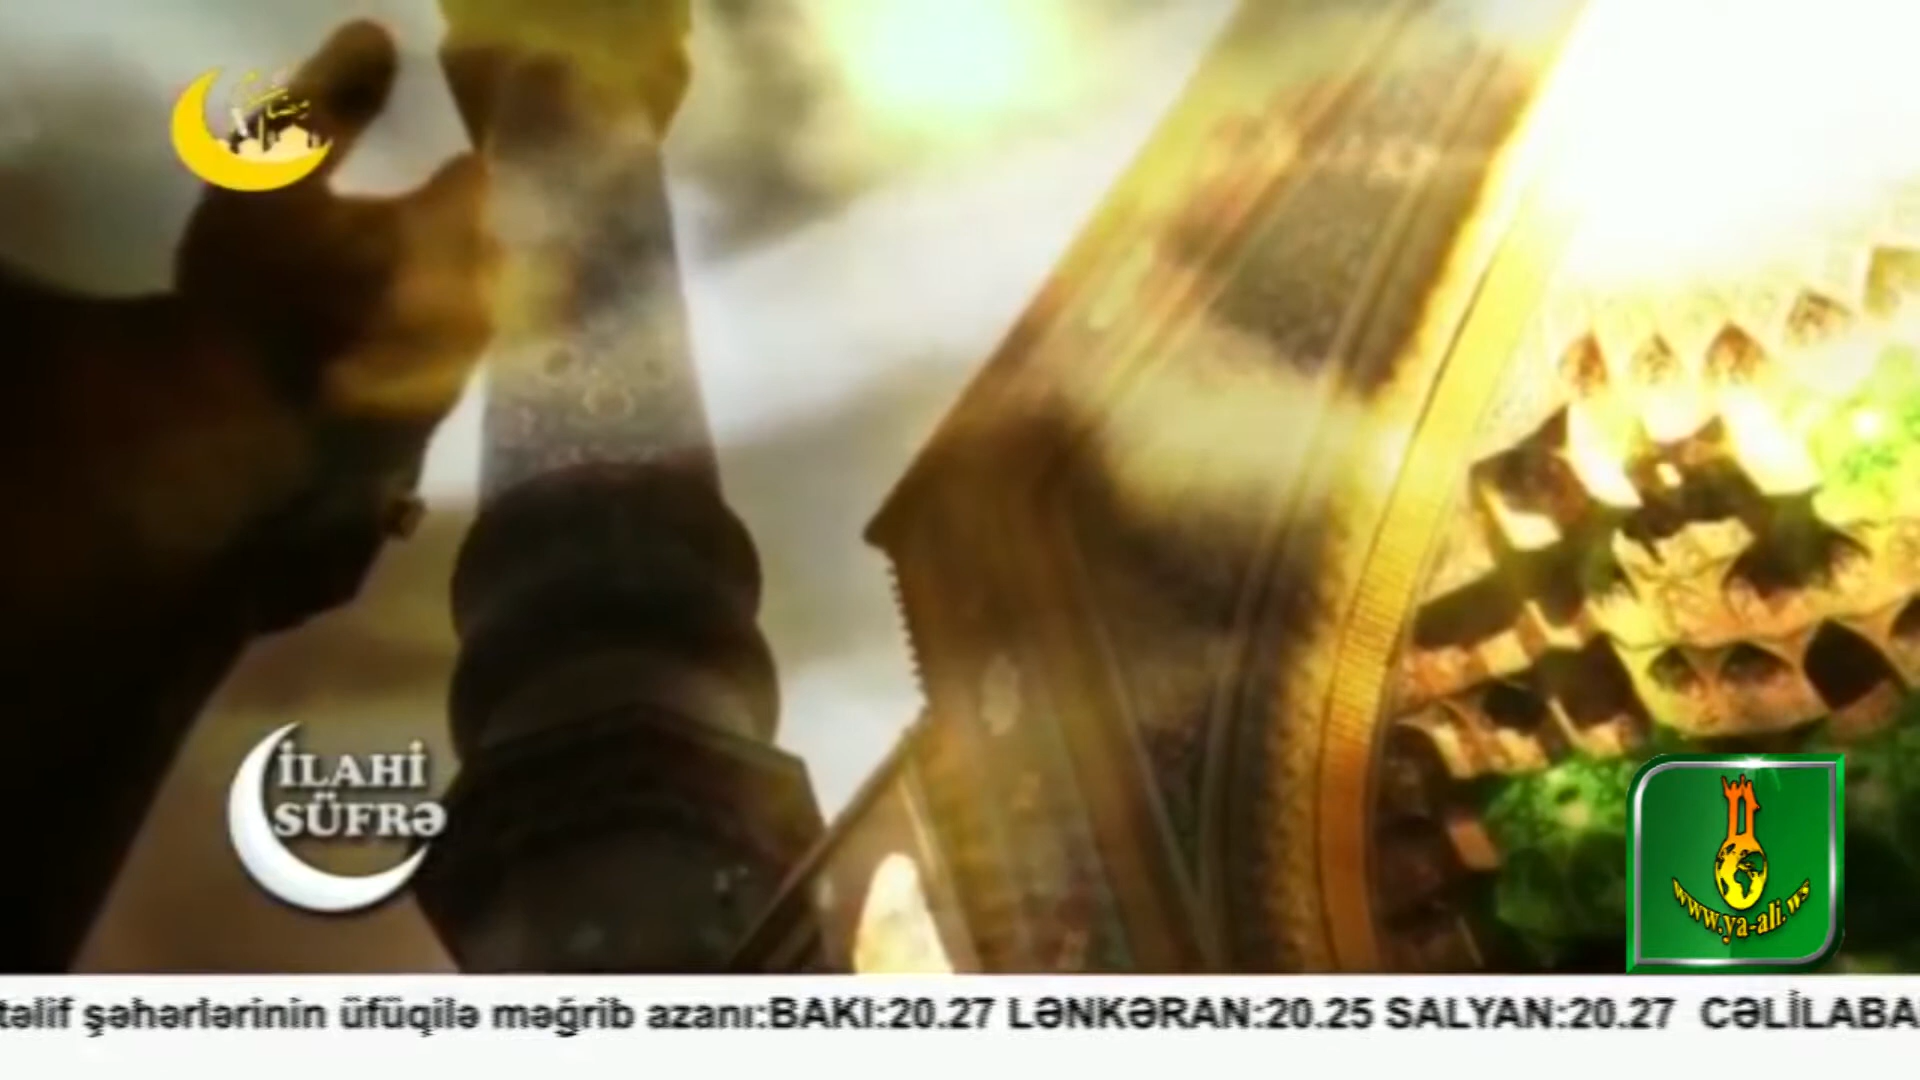 İLAHİ
SÜFRƏ
www.ya-ali.ws
təlif şəhərlərinin üfüqilə məğrib azanı:BAKI:20.27 LƏNKƏRAN:20.25 SALYAN:20.27 CƏLİLABA